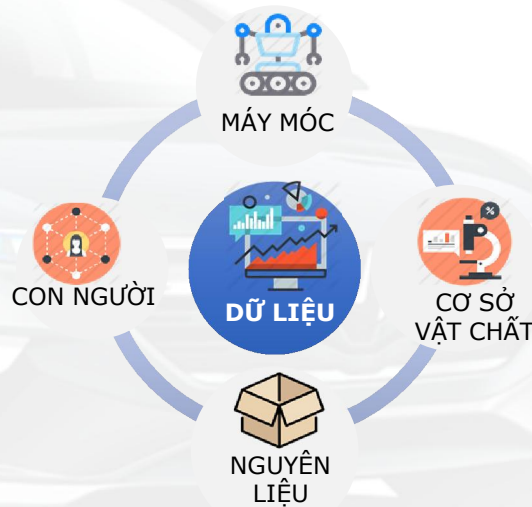 MÁY MÓC
CON NGƯỜI
DỮ LIỆU
CƠ SỞ
VẬT CHẤT
NGUYÊN
LIỆU
%